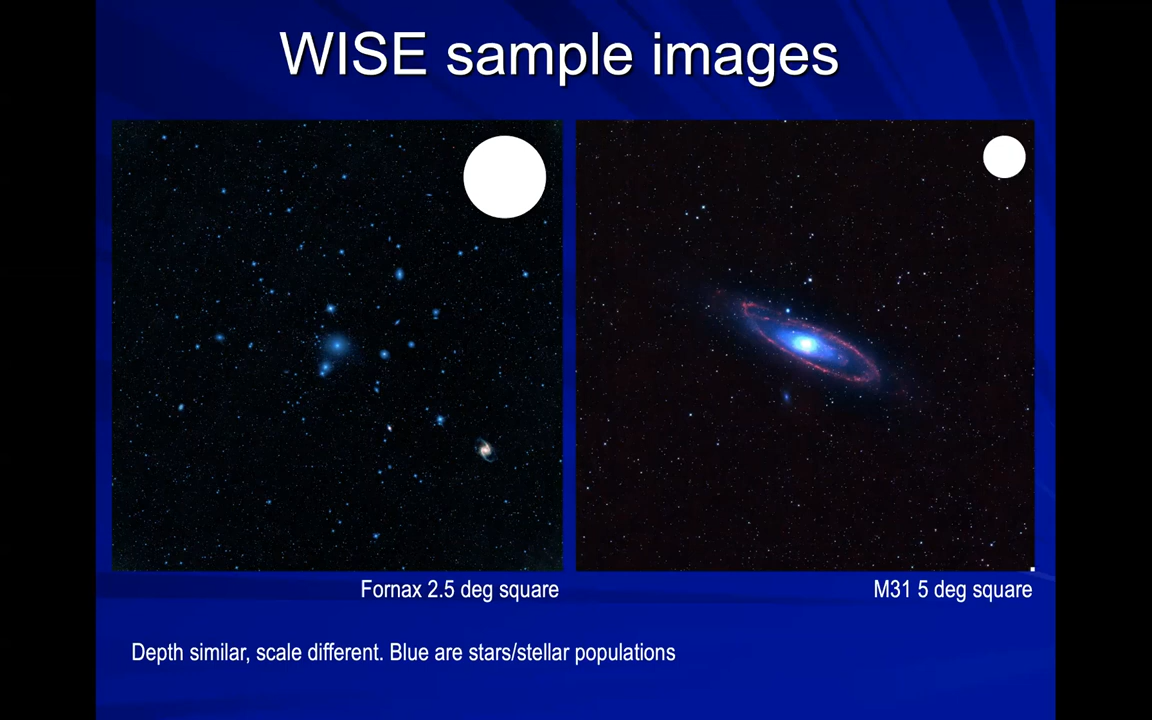 WISE sample images
Fornax 2.5 deg square
M31 5 deg square
Depth similar, scale different. Blue are stars/stellar populations